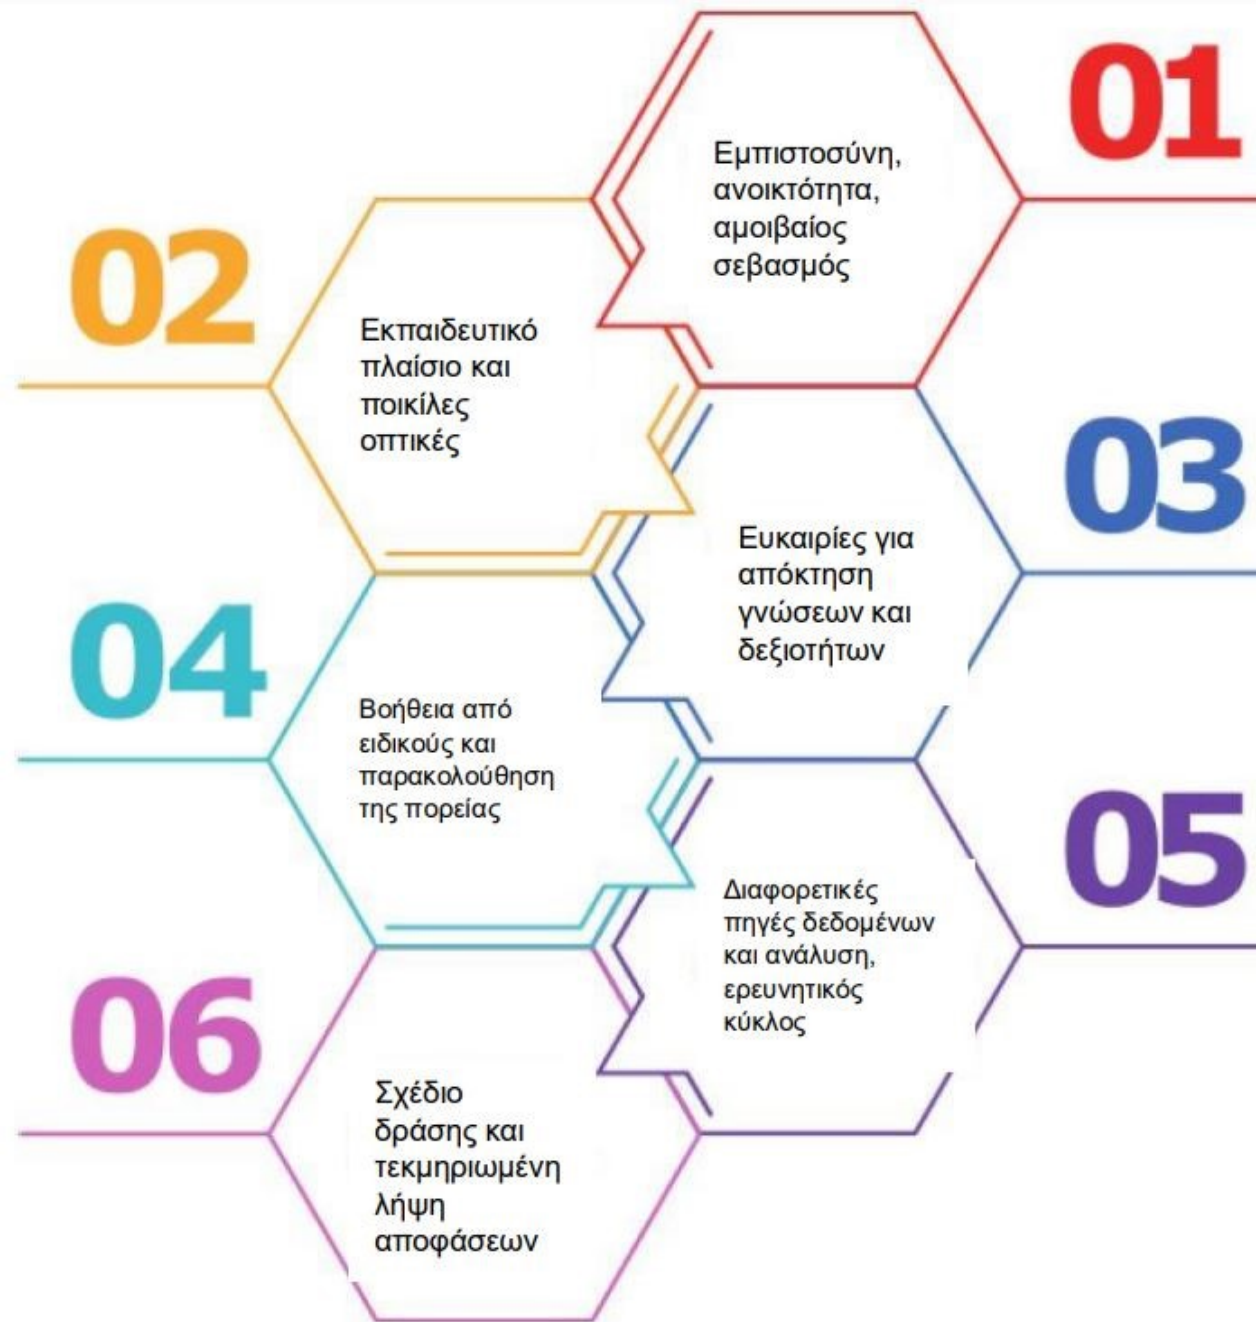 01
Εμπιστοσύνη,
ανοικτότητα,
αμοιβαίος
σεβασμός
02
Εκπαιδευτικό
πλαίσιο και
ποικίλες
οπτικές
03
Ευκαιρίες για
απόκτηση
γνώσεων και
δεξιοτήτων
04
Βοήθεια από
ειδικούς και
παρακολούθηση
της πορείας
05
Διαφορετικές
πηγές δεδομένων
και ανάλυση,
ερευνητικός
κύκλος
06
Σχέδιο
δράσης και
τεκμηριωμένη
λήψη
αποφάσεων